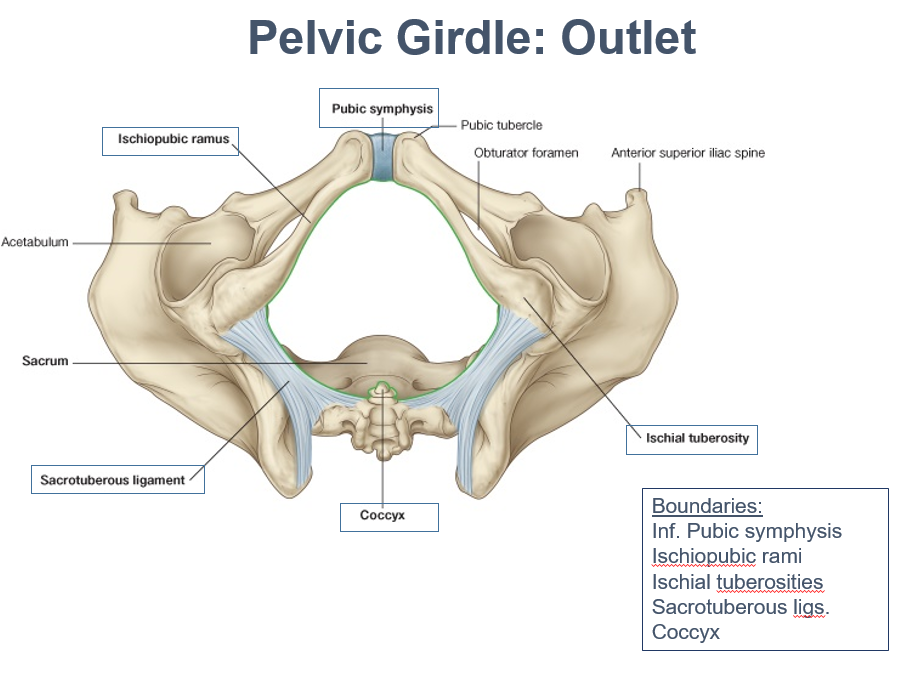 Pelvic Girdle: Outlet
Pubic symphysis
Pubic tubercle
Ischiopubic ramus
Obturator foramen
Anterior superior iliac spine
Acetabulum
Sacrum
Ischial tuberosity
Sacrotuberous ligament
Coccyx
Boundaries:
Inf. Pubic symphysis
Ischiopubic rami
Ischial tuberosities
Sacrotuberous ligs.
Coccyx